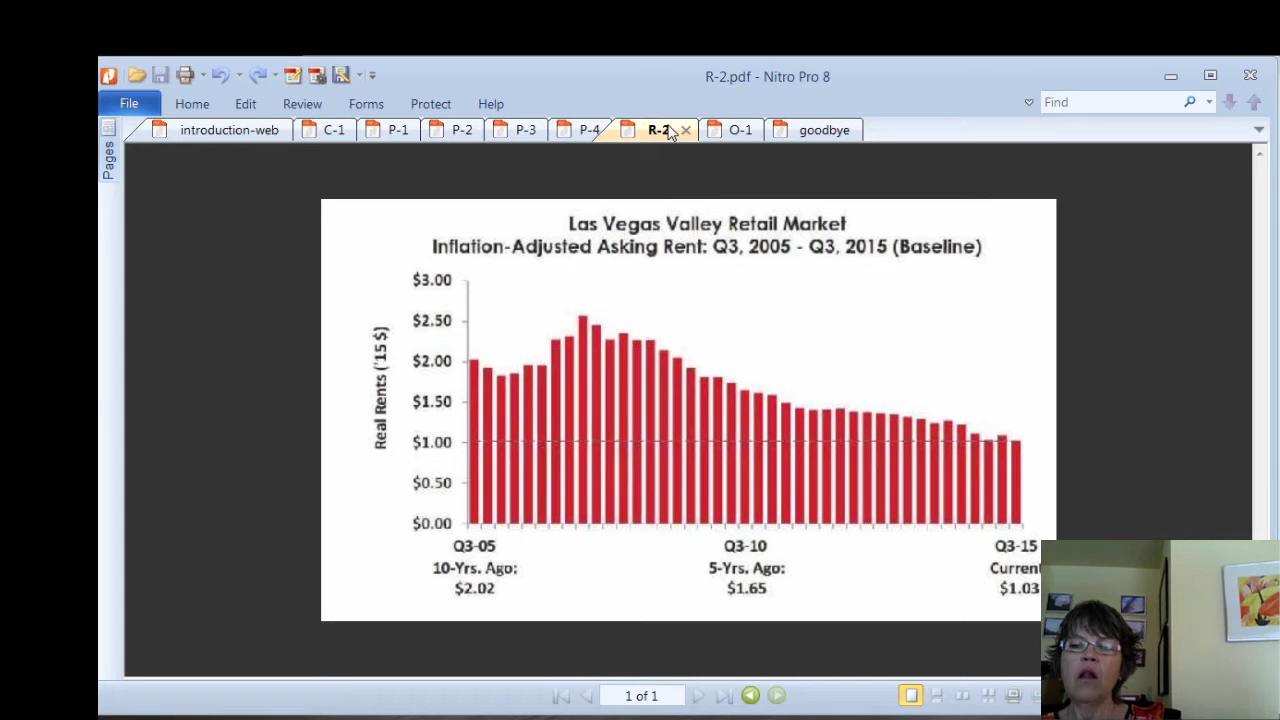 R-2.pdf - Nitro Pro 8
File Home Edit Review Forms Protect Help Find
introduction-web C-1 P-1 P-2 P-3 P-4 R-2 O-1 goodbye
Pages
Las Vegas Valley Retail Market
Inflation-Adjusted Asking Rent: Q3, 2005 - Q3, 2015 (Baseline)
Real Rents ('15 $)
$3.00
$2.50
$2.00
$1.50
$1.00
$0.50
$0.00
Q3-05 Q3-10 Q3-15
10-Yrs. Ago: 5-Yrs. Ago: Current
$2.02 $1.65 $1.03
1 of 1